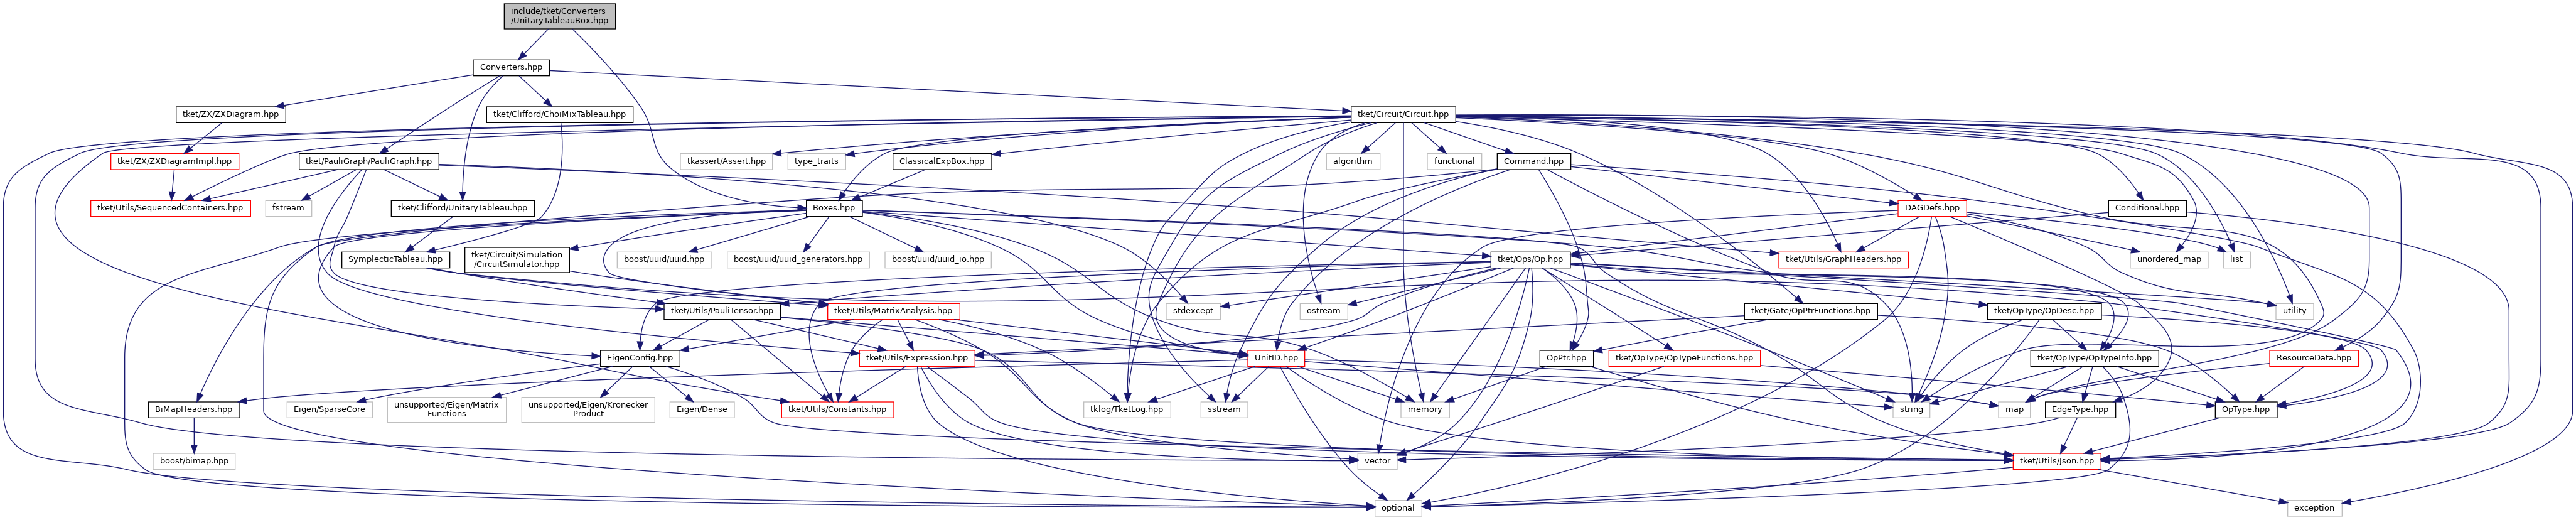 include/tket/Converters
/UnitaryTableauBox.hpp
Converters.hpp
tket/ZX/ZXDiagram.hpp
tket/Clifford/ChoiMixTableau.hpp
tket/Circuit/Circuit.hpp
tket/ZX/ZXDiagramImpl.hpp
tket/PauliGraph/PauliGraph.hpp
tkassert/Assert.hpp
type_traits
ClassicalExpBox.hpp
algorithm
functional
Command.hpp
tket/Utils/SequencedContainers.hpp
fstream
tket/Clifford/UnitaryTableau.hpp
Boxes.hpp
DAGDefs.hpp
Conditional.hpp
SymplecticTableau.hpp
tket/Circuit/Simulation
/CircuitSimulator.hpp
boost/uuid/uuid.hpp
boost/uuid/uuid_generators.hpp
boost/uuid/uuid_io.hpp
tket/Ops/Op.hpp
tket/Utils/GraphHeaders.hpp
unordered_map
list
tket/Utils/PauliTensor.hpp
tket/Utils/MatrixAnalysis.hpp
stdexcept
ostream
tket/Gate/OpPtrFunctions.hpp
tket/OpType/OpDesc.hpp
utility
EigenConfig.hpp
tket/Utils/Expression.hpp
UnitID.hpp
OpPtr.hpp
tket/OpType/OpTypeFunctions.hpp
tket/OpType/OpTypeInfo.hpp
ResourceData.hpp
BiMapHeaders.hpp
Eigen/SparseCore
unsupported/Eigen/Matrix
Functions
unsupported/Eigen/Kronecker
Product
Eigen/Dense
tket/Utils/Constants.hpp
tklog/TketLog.hpp
sstream
memory
string
map
EdgeType.hpp
OpType.hpp
boost/bimap.hpp
vector
tket/Utils/Json.hpp
optional
exception